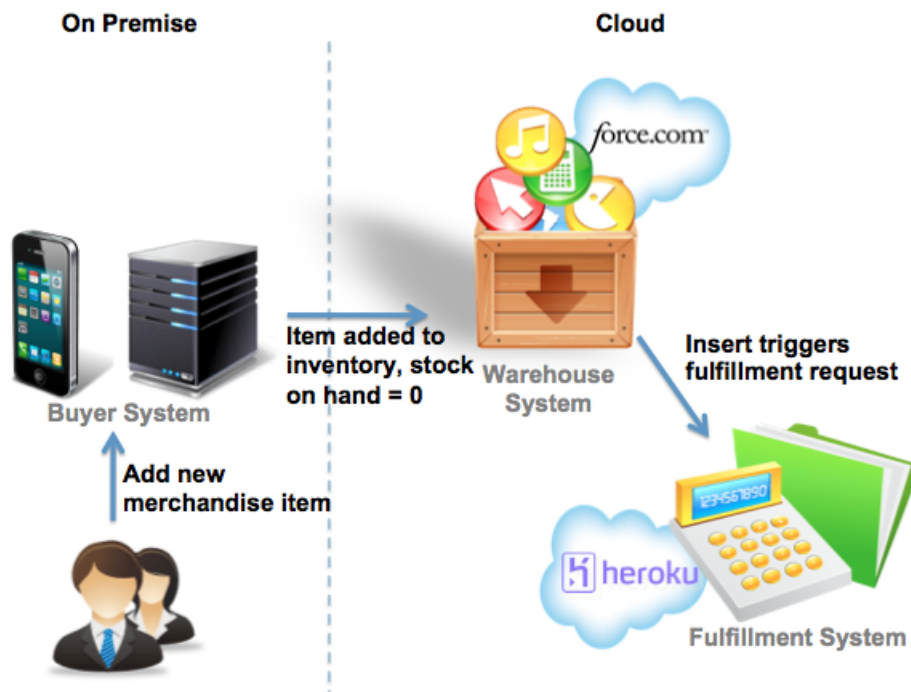 On Premise
Cloud
force.com
Item added to
inventory, stock
on hand = 0
Buyer System
Warehouse
System
Insert triggers
fulfillment request
Add new
merchandise item
1234567890
heroku
Fulfillment System